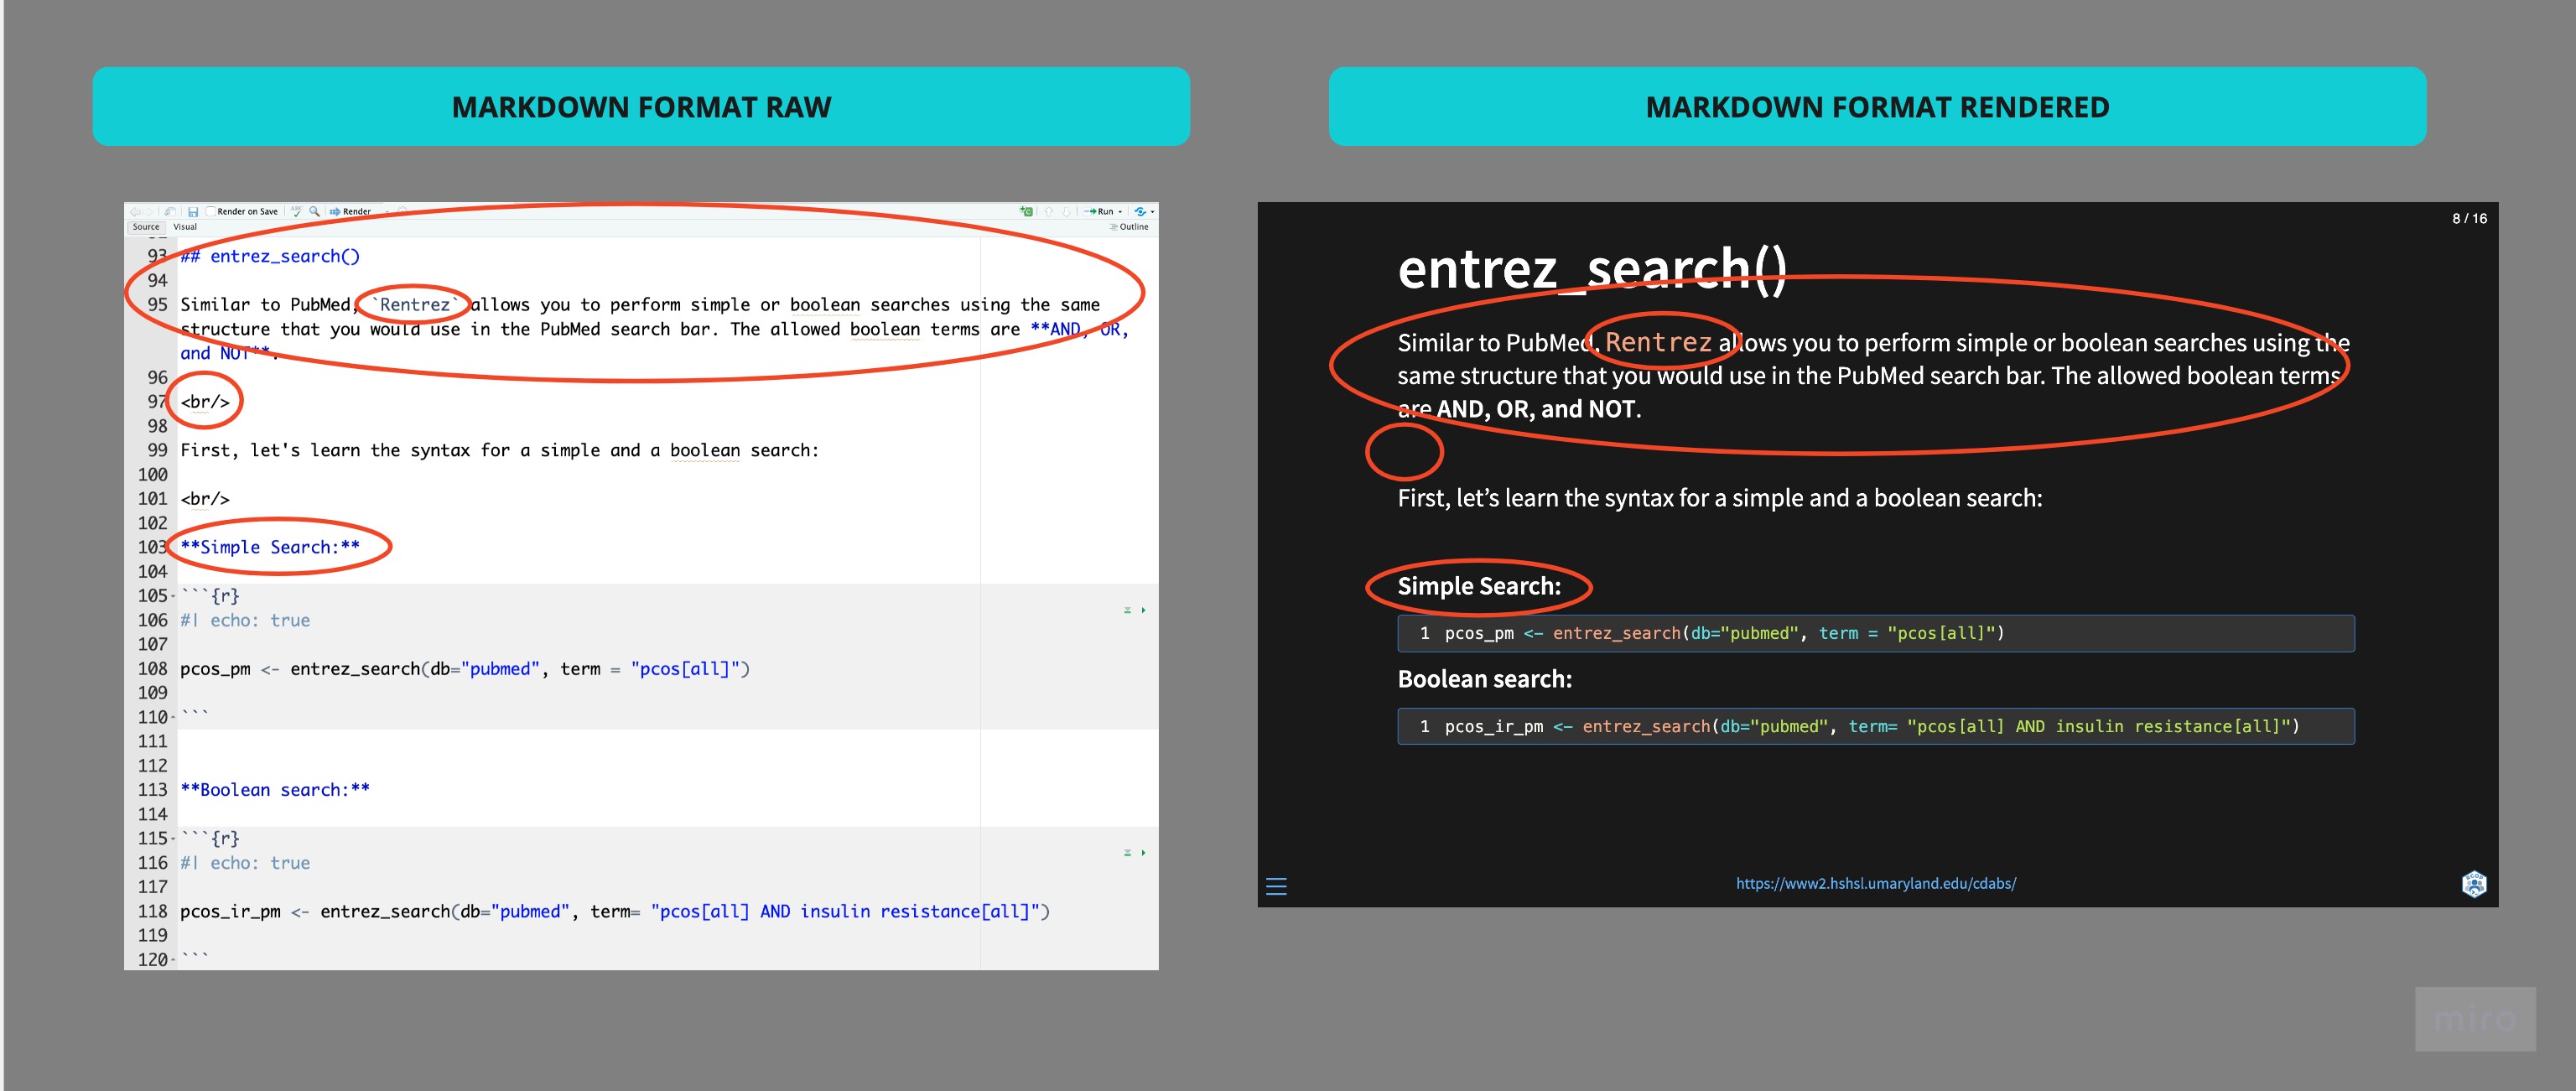 MARKDOWN FORMAT RAW
Render on Save
Render
Run
Source
Visual
Outline
93 ## entrez_search()
94
95 Similar to PubMed, `Rentrez` allows you to perform simple or boolean searches using the same
structure that you would use in the PubMed search bar. The allowed boolean terms are **AND, OR,
and NOT**.
96
97 <br/>
98
99 First, let's learn the syntax for a simple and a boolean search:
100
101 <br/>
102
103 **Simple Search:**
104
105 ```{r}
106 #| echo: true
107
108 pcos_pm <- entrez_search(db="pubmed", term = "pcos[all]")
109
110 ```
111
112
113 **Boolean search:**
114
115 ```{r}
116 #| echo: true
117
118 pcos_ir_pm <- entrez_search(db="pubmed", term= "pcos[all] AND insulin resistance[all]")
119
120 ```
MARKDOWN FORMAT RENDERED
8 / 16
entrez_search()
Similar to PubMed, Rentrez allows you to perform simple or boolean searches using the
same structure that you would use in the PubMed search bar. The allowed boolean terms
are AND, OR, and NOT.
First, let’s learn the syntax for a simple and a boolean search:
Simple Search:
1 pcos_pm <- entrez_search(db="pubmed", term = "pcos[all]")
Boolean search:
1 pcos_ir_pm <- entrez_search(db="pubmed", term= "pcos[all] AND insulin resistance[all]")
https://www2.hshsl.umaryland.edu/cdabs/
miro